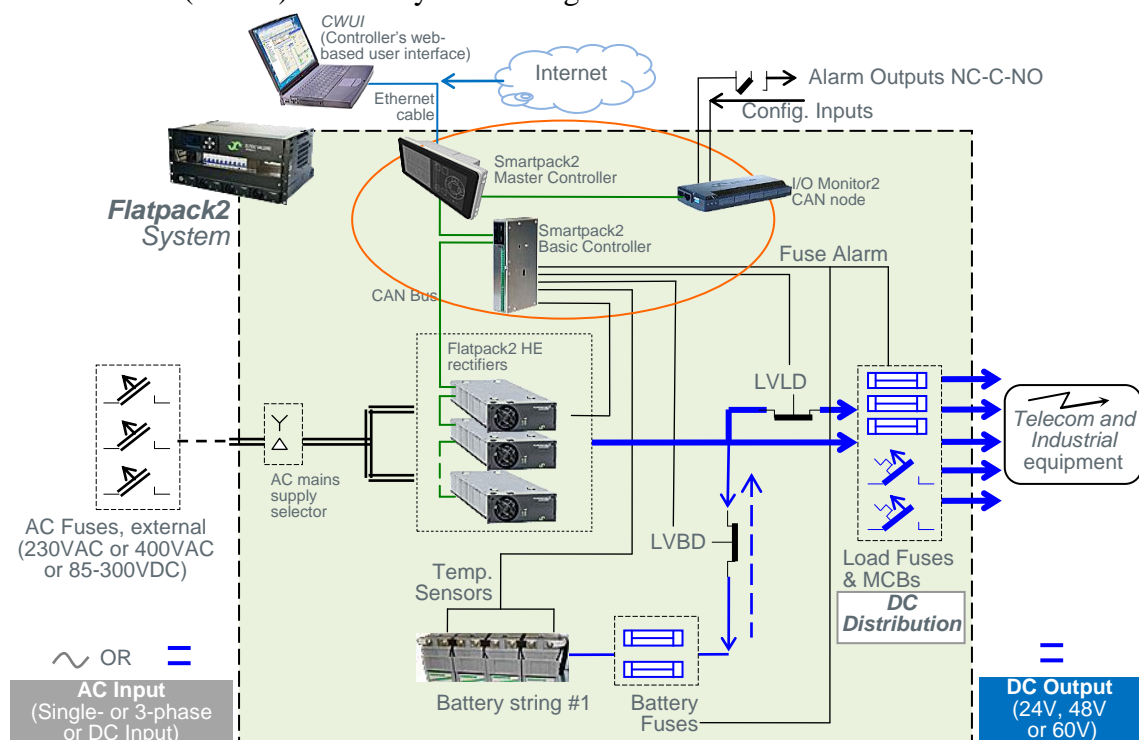 CWUI
(Controller's web-
based user interface)
Internet
Ethernet
cable
Alarm Outputs NC-C-NO
Config. Inputs
Smartpack2
Master Controller
I/O Monitor2
CAN node
Flatpack2
System
Smartpack2
Basic Controller
Fuse Alarm
CAN Bus
Flatpack2 HE
rectifiers
LVLD
Telecom and
Industrial
equipment
AC mains
supply
selector
AC Fuses, external
(230VAC or 400VAC
or 85-300VDC)
LVBD
Load Fuses
& MCBs
DC
Distribution
Temp.
Sensors
Battery string #1
Battery
Fuses
OR
AC Input
(Single- or 3-phase
or DC Input)
DC Output
(24V, 48V
or 60V)